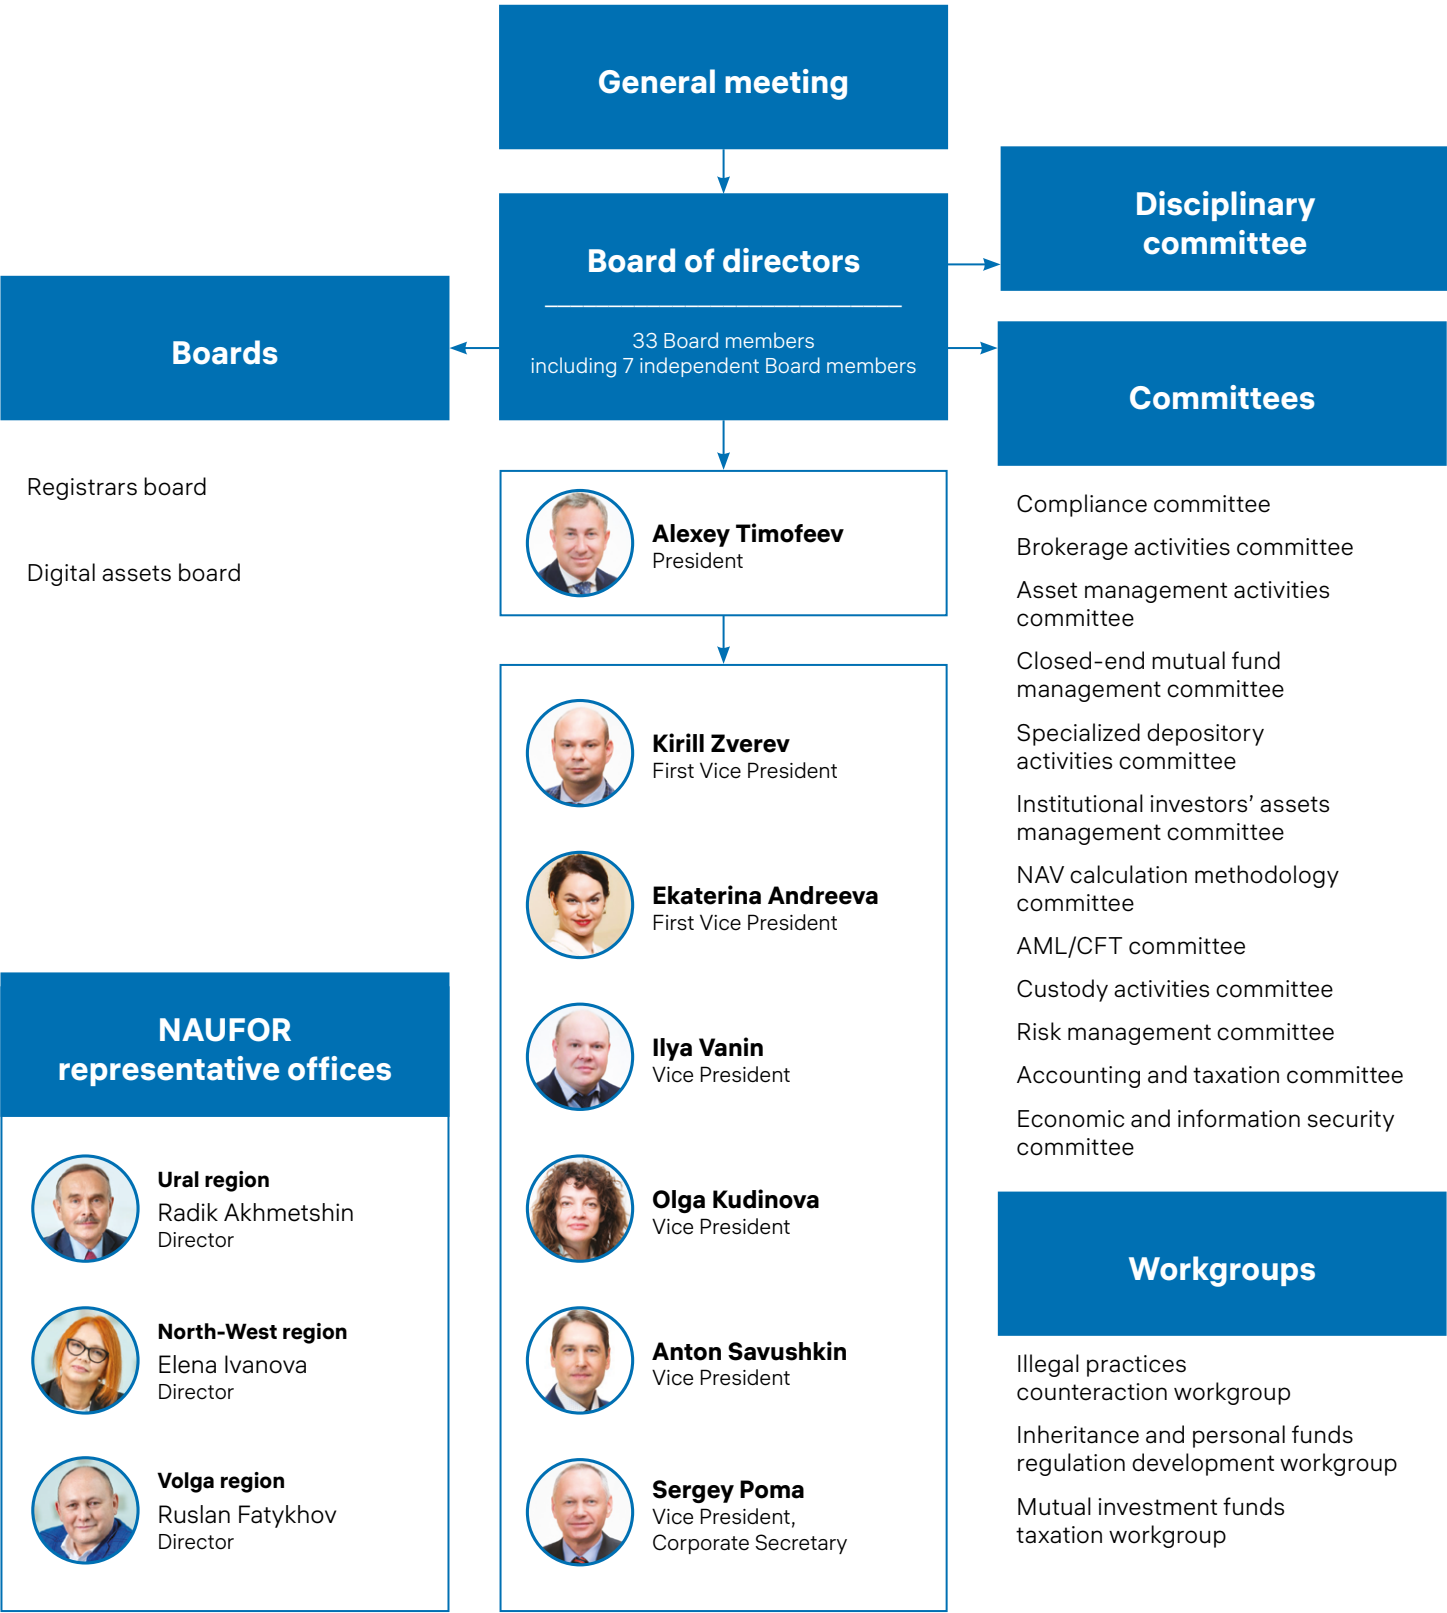 General meeting
Board of directors
33 Board members
including 7 independent Board members
Disciplinary
committee
Boards
Registrars board
Digital assets board
Committees
Compliance committee
Brokerage activities committee
Asset management activities
committee
Closed-end mutual fund
management committee
Specialized depository
activities committee
Institutional investors’ assets
management committee
NAV calculation methodology
committee
AML/CFT committee
Custody activities committee
Risk management committee
Accounting and taxation committee
Economic and information security
committee
Alexey Timofeev
President
Kirill Zverev
First Vice President
Ekaterina Andreeva
First Vice President
Ilya Vanin
Vice President
Olga Kudinova
Vice President
Anton Savushkin
Vice President
Sergey Poma
Vice President,
Corporate Secretary
NAUFOR
representative offices
Ural region
Radik Akhmetshin
Director
North-West region
Elena Ivanova
Director
Volga region
Ruslan Fatykhov
Director
Workgroups
Illegal practices
counteraction workgroup
Inheritance and personal funds
regulation development workgroup
Mutual investment funds
taxation workgroup